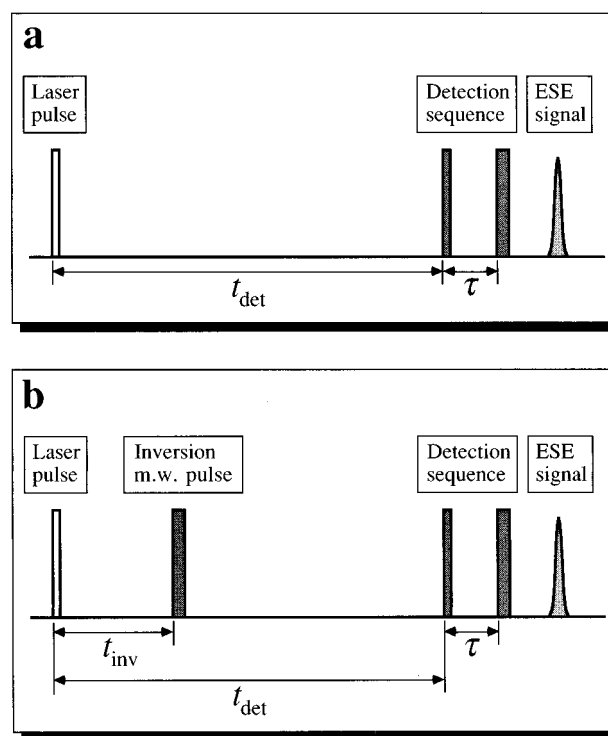 a
Laser
pulse
Detection
sequence
ESE
signal
t_det
τ
b
Laser
pulse
Inversion
m.w. pulse
Detection
sequence
ESE
signal
t_inv
τ
t_det